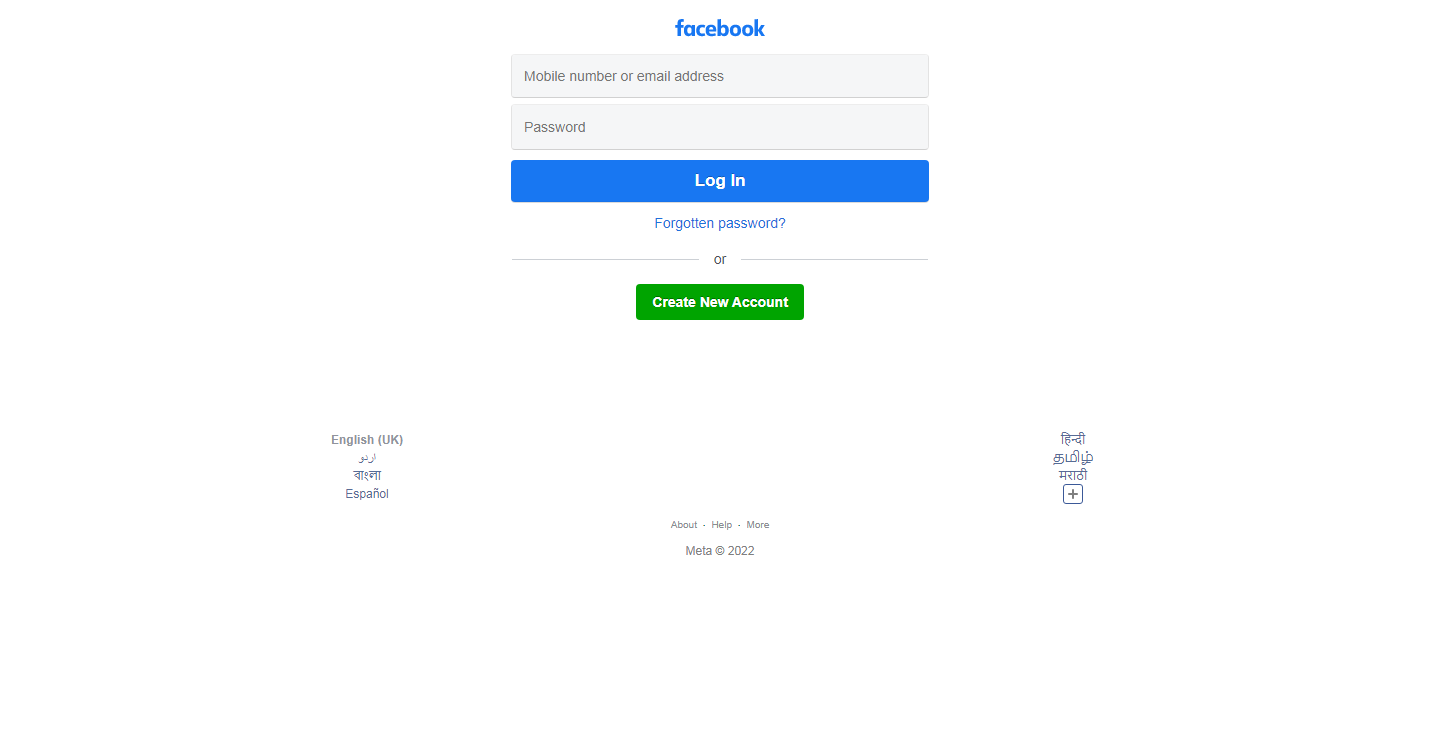 facebook
Mobile number or email address
Password
Log In
Forgotten password?
or
Create New Account
English (UK)
اردو
বাংলা
Español
हिन्दी
தமிழ்
मराठी
About · Help · More
Meta © 2022